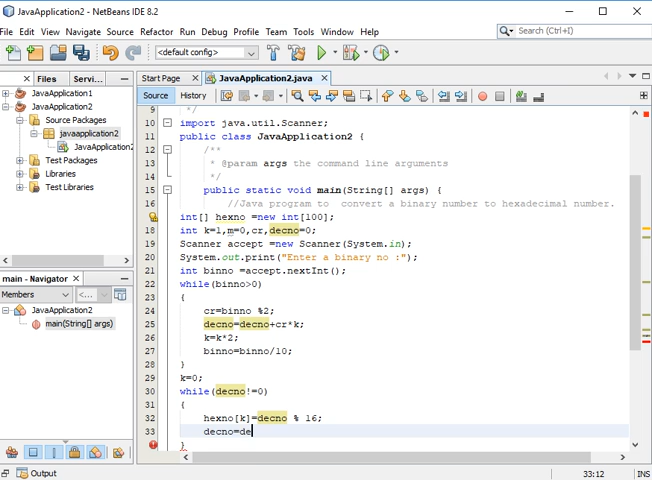 JavaApplication2 - NetBeans IDE 8.2
File Edit View Navigate Source Refactor Run Debug Profile Team Tools Window Help
Search (Ctrl+I)
<default config>
Files Servi...
Start Page JavaApplication2.java
Source History
JavaApplication1
JavaApplication2
Source Packages
javaapplication2
JavaApplication2
Test Packages
Libraries
Test Libraries
main - Navigator
Members <...
JavaApplication2
main(String[] args)
9 */
10 import java.util.Scanner;
11 public class JavaApplication2 {
12 /**
13 * @param args the command line arguments
14 */
15 public static void main(String[] args) {
16 //Java program to convert a binary number to hexadecimal number.
17 int[] hexno =new int[100];
18 int k=1,m=0,cr,decno=0;
19 Scanner accept =new Scanner(System.in);
20 System.out.print("Enter a binary no :");
21 int binno =accept.nextInt();
22 while(binno>0)
23 {
24 cr=binno %2;
25 decno=decno+cr*k;
26 k=k*2;
27 binno=binno/10;
28 }
29 k=0;
30 while(decno!=0)
31 {
32 hexno[k]=decno % 16;
33 decno=de
}
Output
33:12 INS